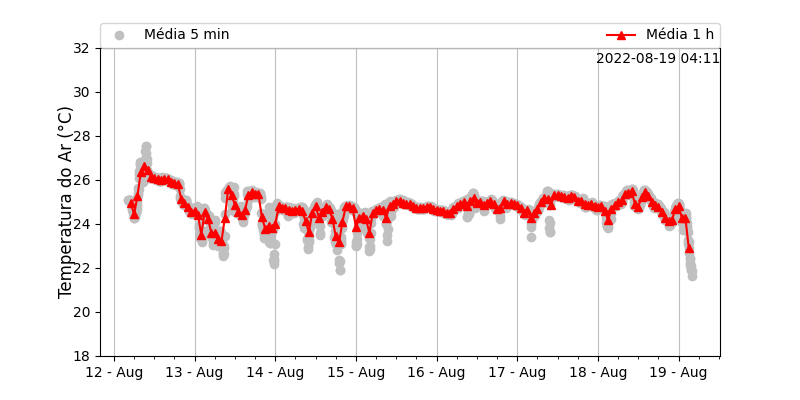 Média 5 min
Média 1 h
2022-08-19 04:11
Temperatura do Ar (°C)
32
30
28
26
24
22
20
18
12 - Aug
13 - Aug
14 - Aug
15 - Aug
16 - Aug
17 - Aug
18 - Aug
19 - Aug